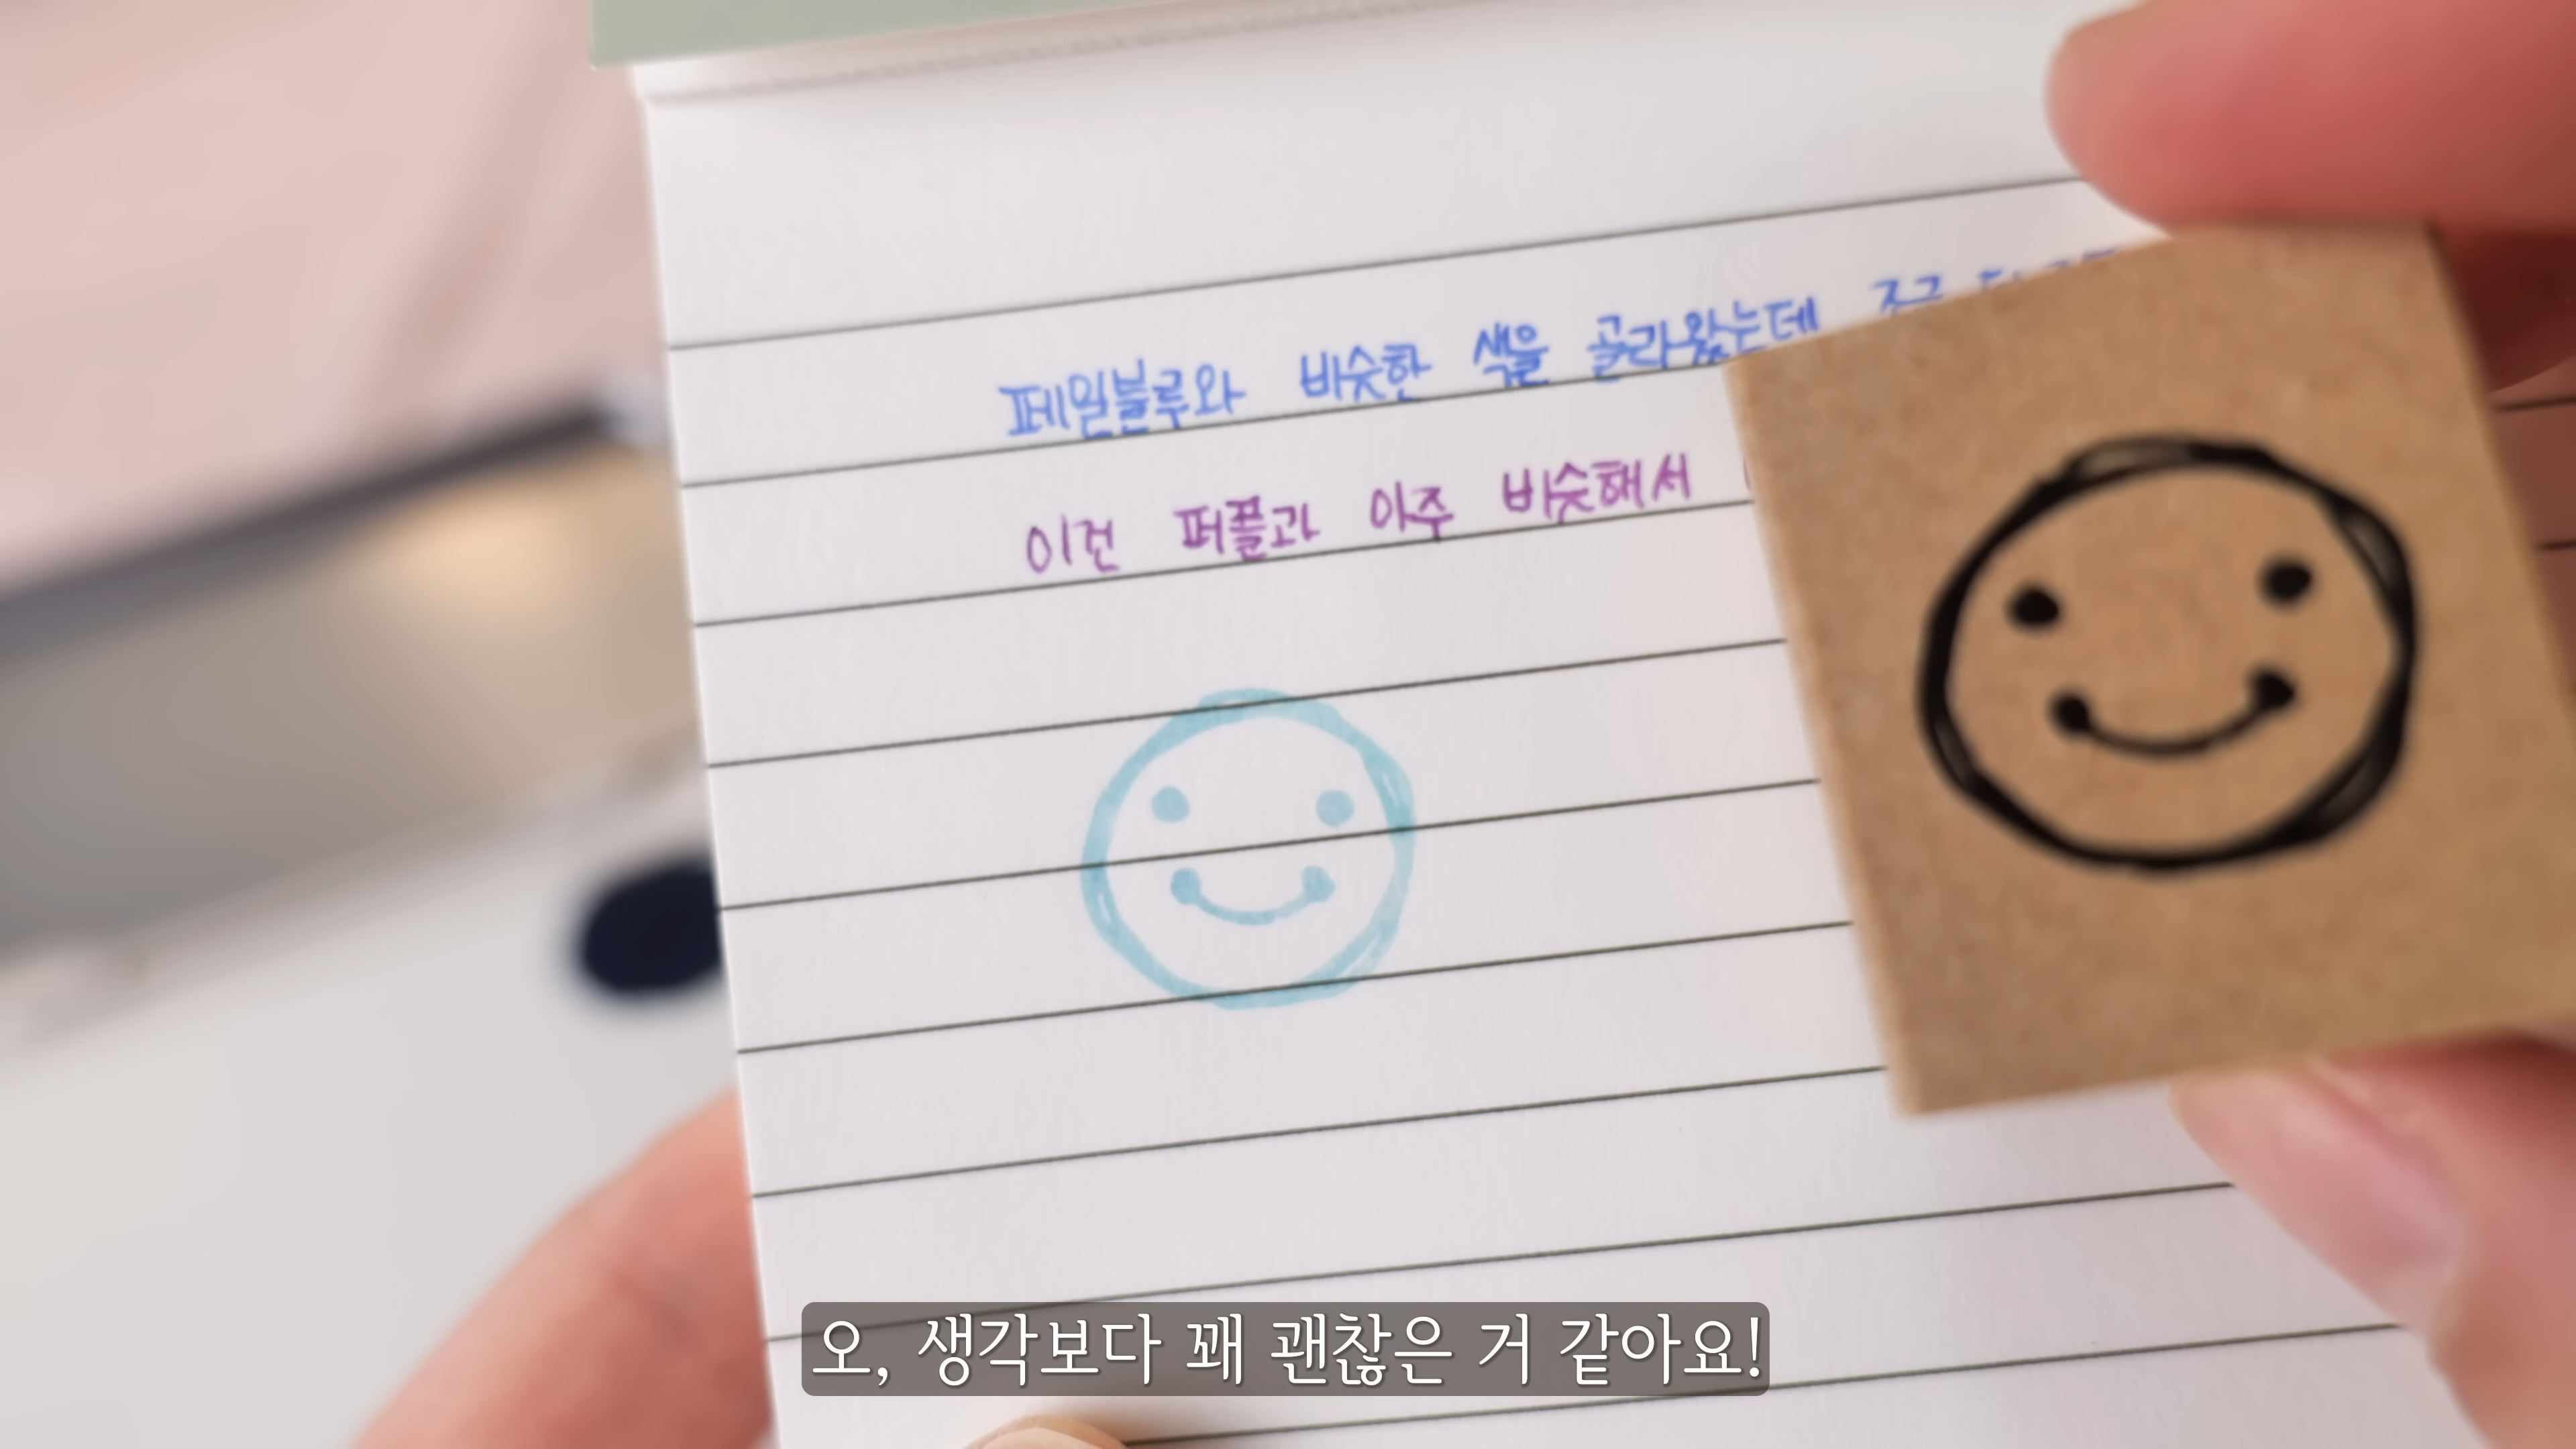 페일블루와 비슷한 색을 골라왔는데 조금
이건 퍼플과 아주 비슷해서
오, 생각보다 꽤 괜찮은 거 같아요!